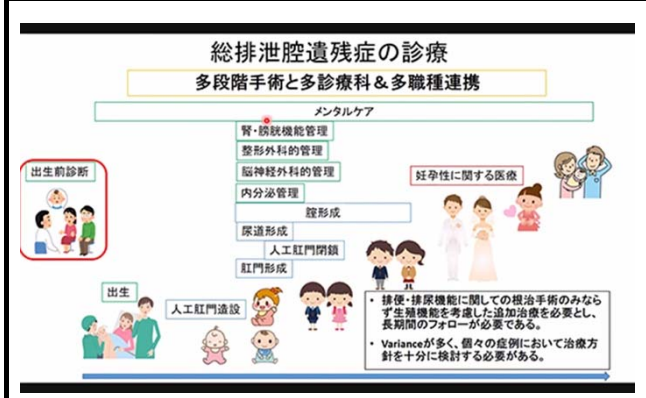 総排泄腔遺残症の診療
多段階手術と多診療科＆多職種連携
メンタルケア
腎・膀胱機能管理
整形外科的管理
脳神経外科的管理
内分泌管理
腟形成
尿道形成
人工肛門閉鎖
肛門形成
出生前診断
出生
人工肛門造設
妊孕性に関する医療
・ 排便・排尿機能に関しての根治手術のみなら
ず生殖機能を考慮した追加治療を必要とし、
長期間のフォローが必要である。
・ Varianceが多く、個々の症例において治療方
針を十分に検討する必要がある。